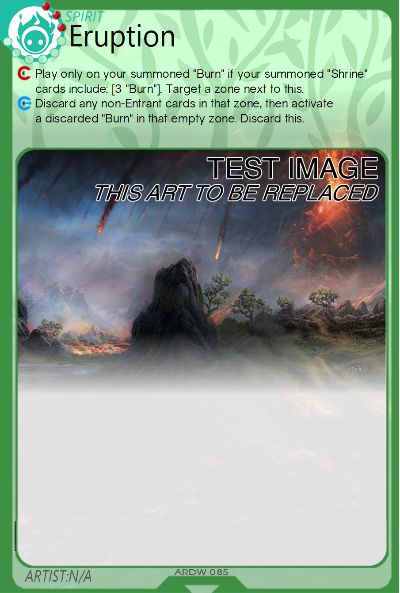 SPIRIT
Eruption
C Play only on your summoned "Burn" if your summoned "Shrine"
cards include: [3 "Burn"]. Target a zone next to this.
C Discard any non-Entrant cards in that zone, then activate
a discarded "Burn" in that empty zone. Discard this.
TEST IMAGE
THIS ART TO BE REPLACED
ARTIST:N/A
ARDW 085